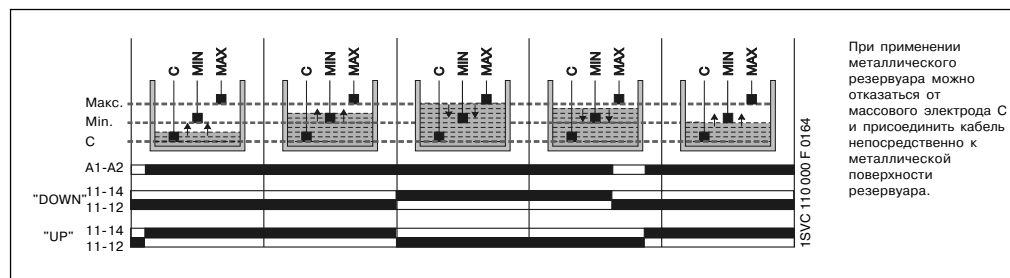 C MIN MAX C MIN MAX C MIN MAX C MIN MAX C MIN MAX
Макс.
Min.
C
A1-A2
"DOWN" 11-14
11-12
"UP" 11-14
11-12
1SVC 110 000 F 0164
При применении
металлического
резервуара можно
отказаться от
массового электрода C
и присоединить кабель
непосредственно к
металлической
поверхности
резервуара.